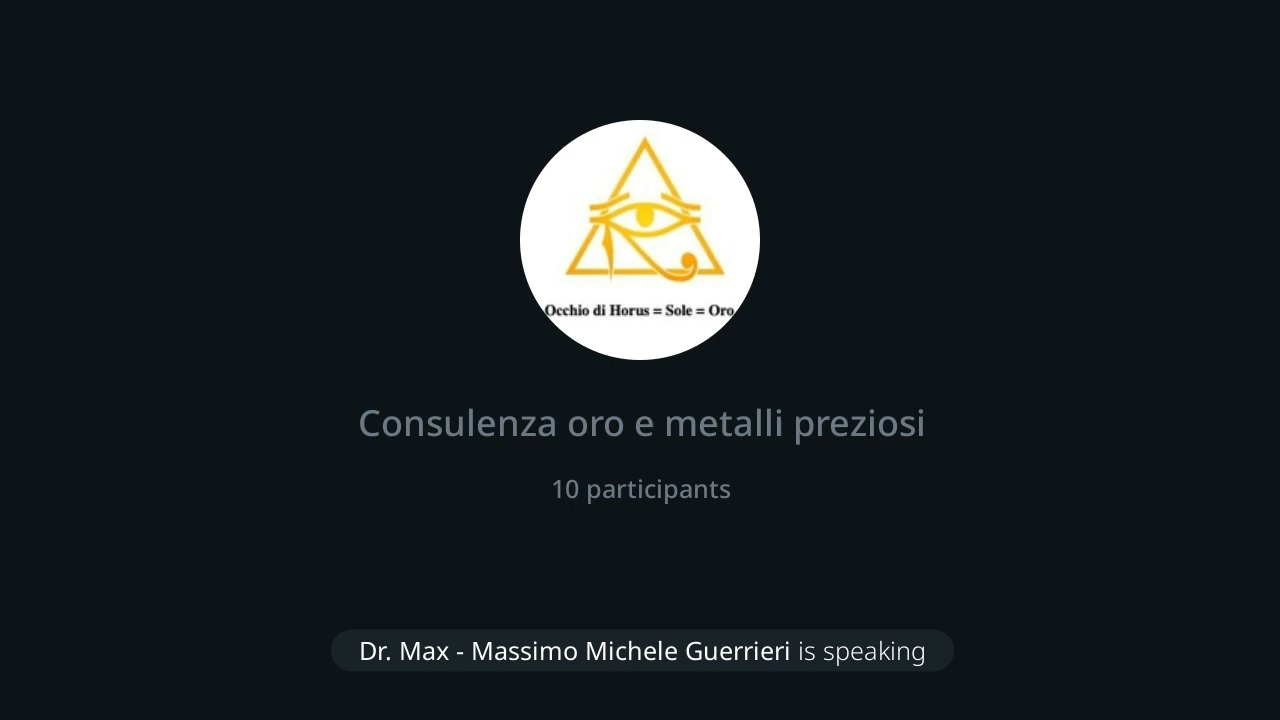 Occhio di Horus = Sole = Oro
Consulenza oro e metalli preziosi
10 participants
Dr. Max - Massimo Michele Guerrieri is speaking